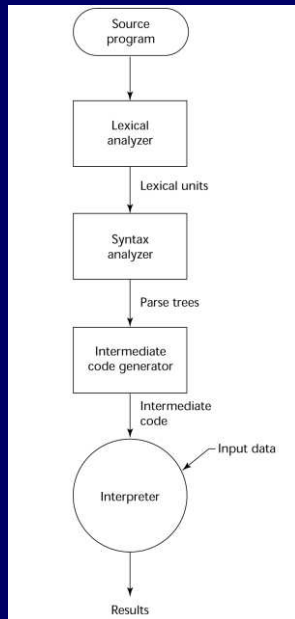 Source
program
Lexical
analyzer
Lexical units
Syntax
analyzer
Parse trees
Intermediate
code generator
Intermediate
code
Input data
Interpreter
Results